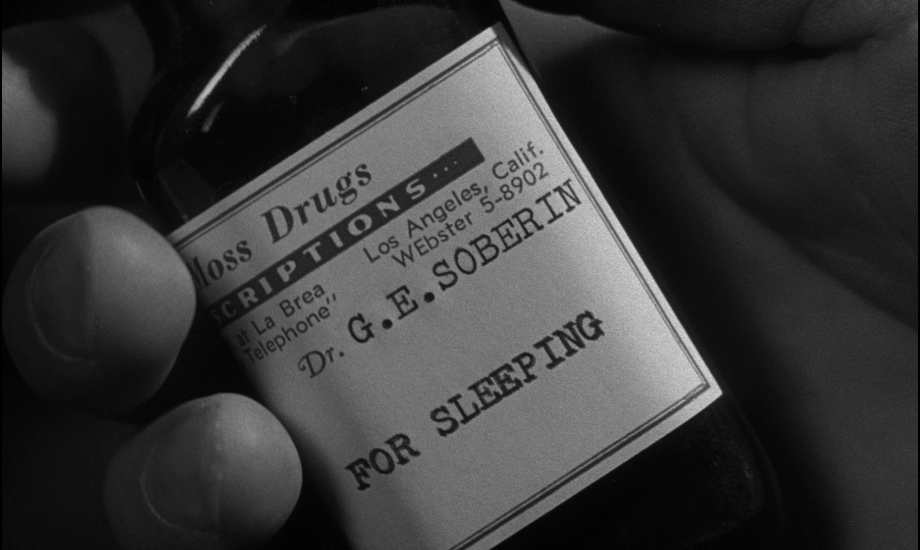 Moss Drugs
SCRIPTIONS...
at La Brea Los Angeles, Calif.
Telephone" WEbster 5-8902
Dr. G.E.SOBERIN
FOR SLEEPING